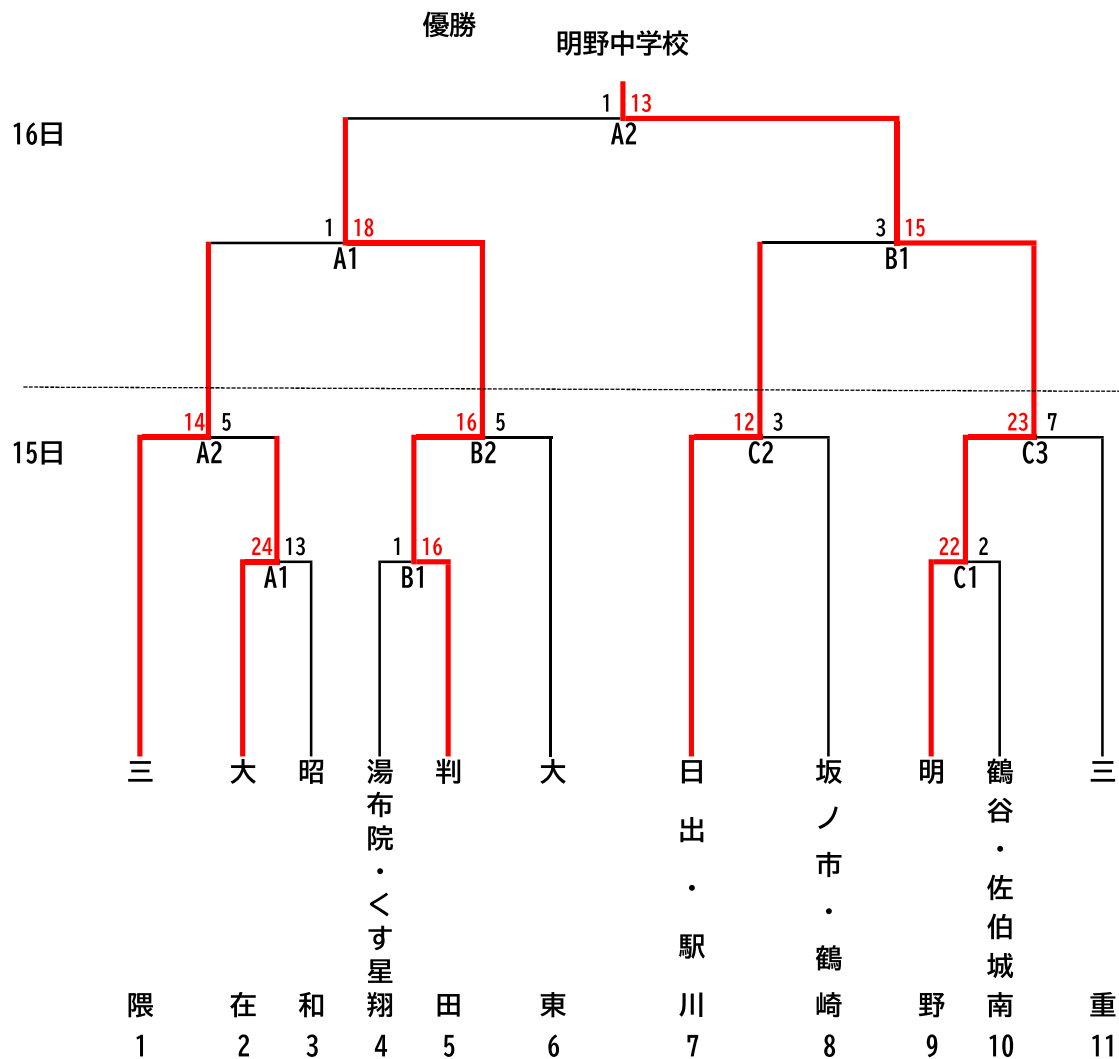 優勝
明野中学校
16日
1 13
A2
1 18
A1
3 15
B1
15日
14 5
A2
16 5
B2
12 3
C2
23 7
C3
24 13
A1
1 16
B1
22 2
C1
三隈
1
大在
2
昭和
3
湯布院・くす星翔
4
判田
5
大東
6
日出・駅川
7
坂ノ市・鶴崎
8
明野
9
鶴谷・佐伯城南
10
三重
11